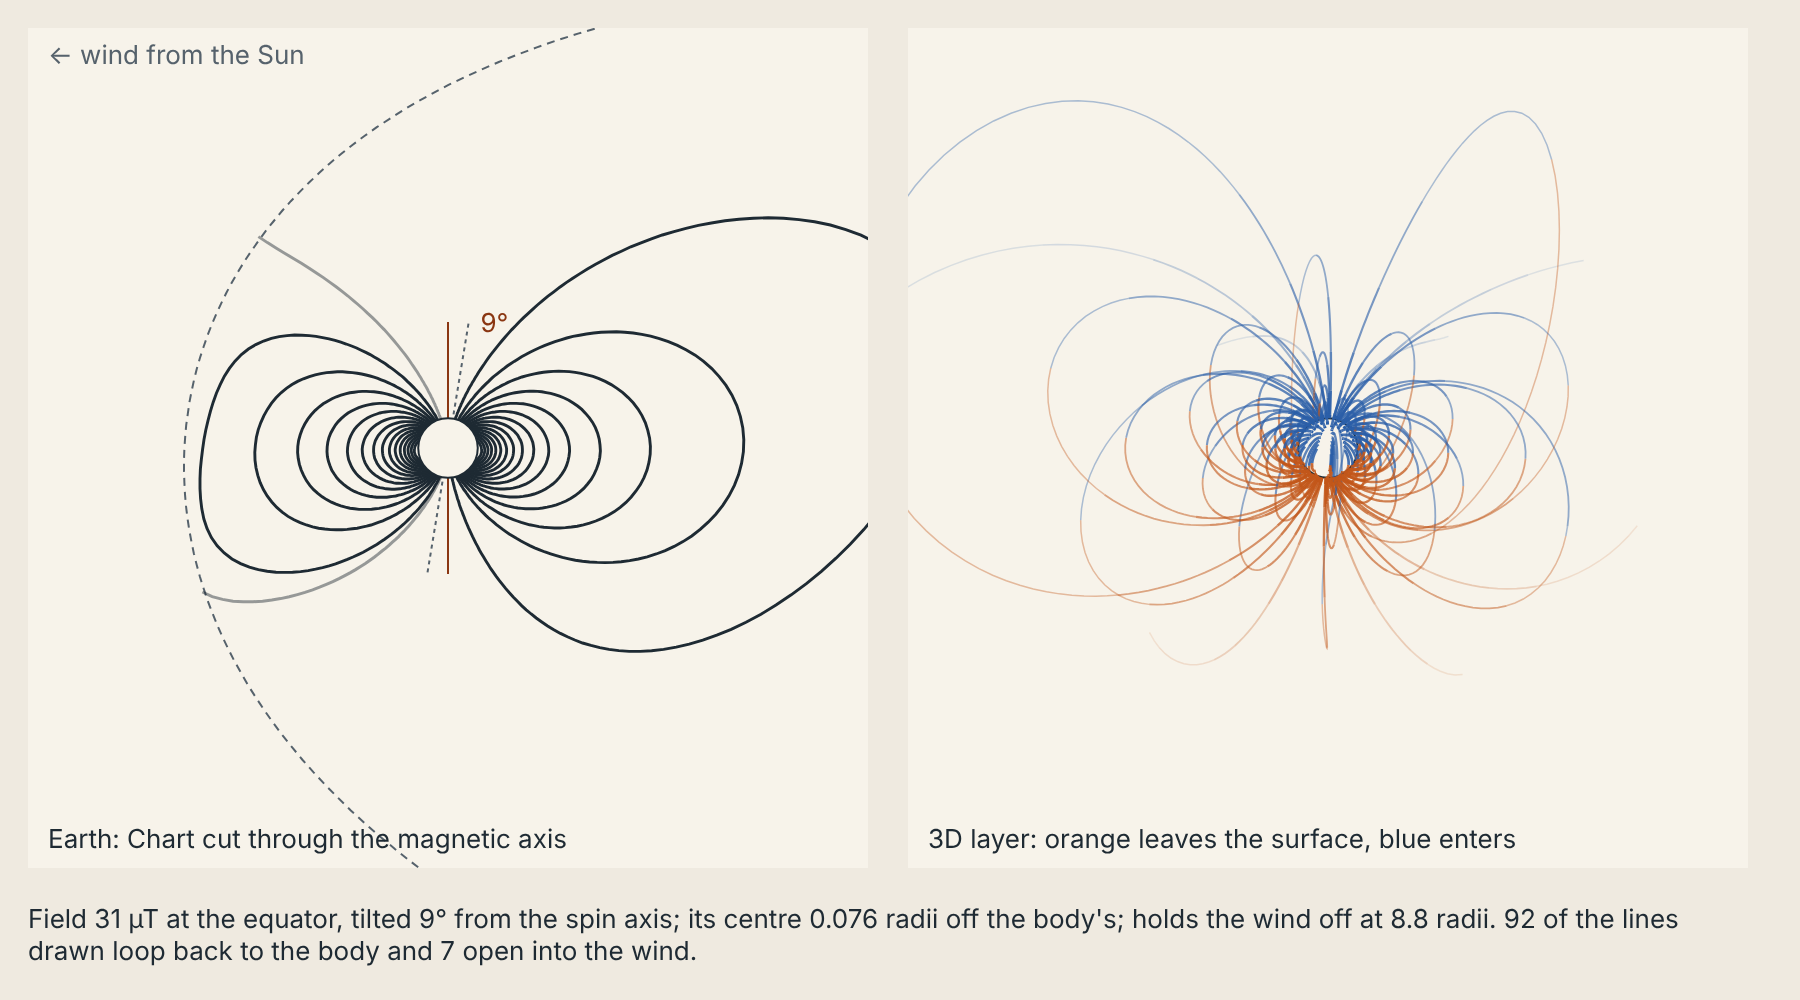 ← wind from the Sun
9°
Earth: Chart cut through the magnetic axis
3D layer: orange leaves the surface, blue enters
Field 31 µT at the equator, tilted 9° from the spin axis; its centre 0.076 radii off the body's; holds the wind off at 8.8 radii. 92 of the lines
drawn loop back to the body and 7 open into the wind.